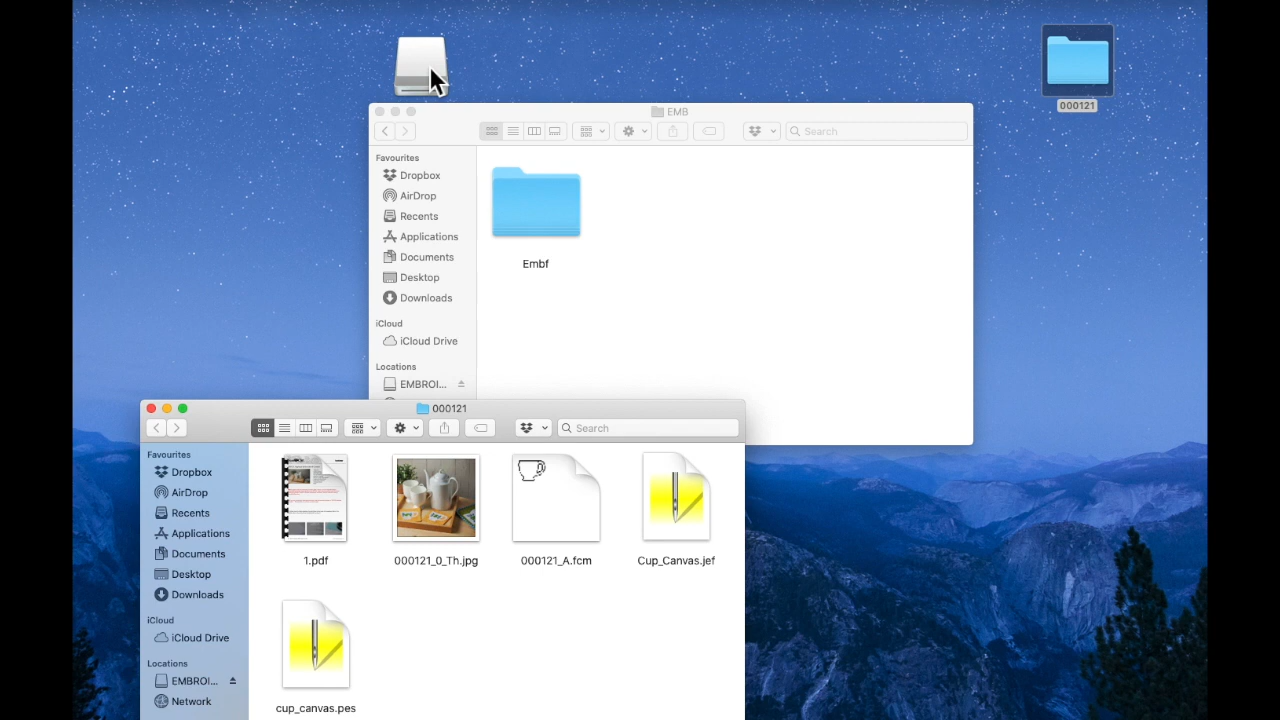 000121
EMB
Search
Favourites
Dropbox
AirDrop
Recents
Applications
Documents
Desktop
Downloads
iCloud
iCloud Drive
Locations
EMBROI...
Embf
000121
Search
Favourites
Dropbox
AirDrop
Recents
Applications
Documents
Desktop
Downloads
iCloud
iCloud Drive
Locations
EMBROI...
Network
1.pdf
000121_0_Th.jpg
000121_A.fcm
Cup_Canvas.jef
cup_canvas.pes